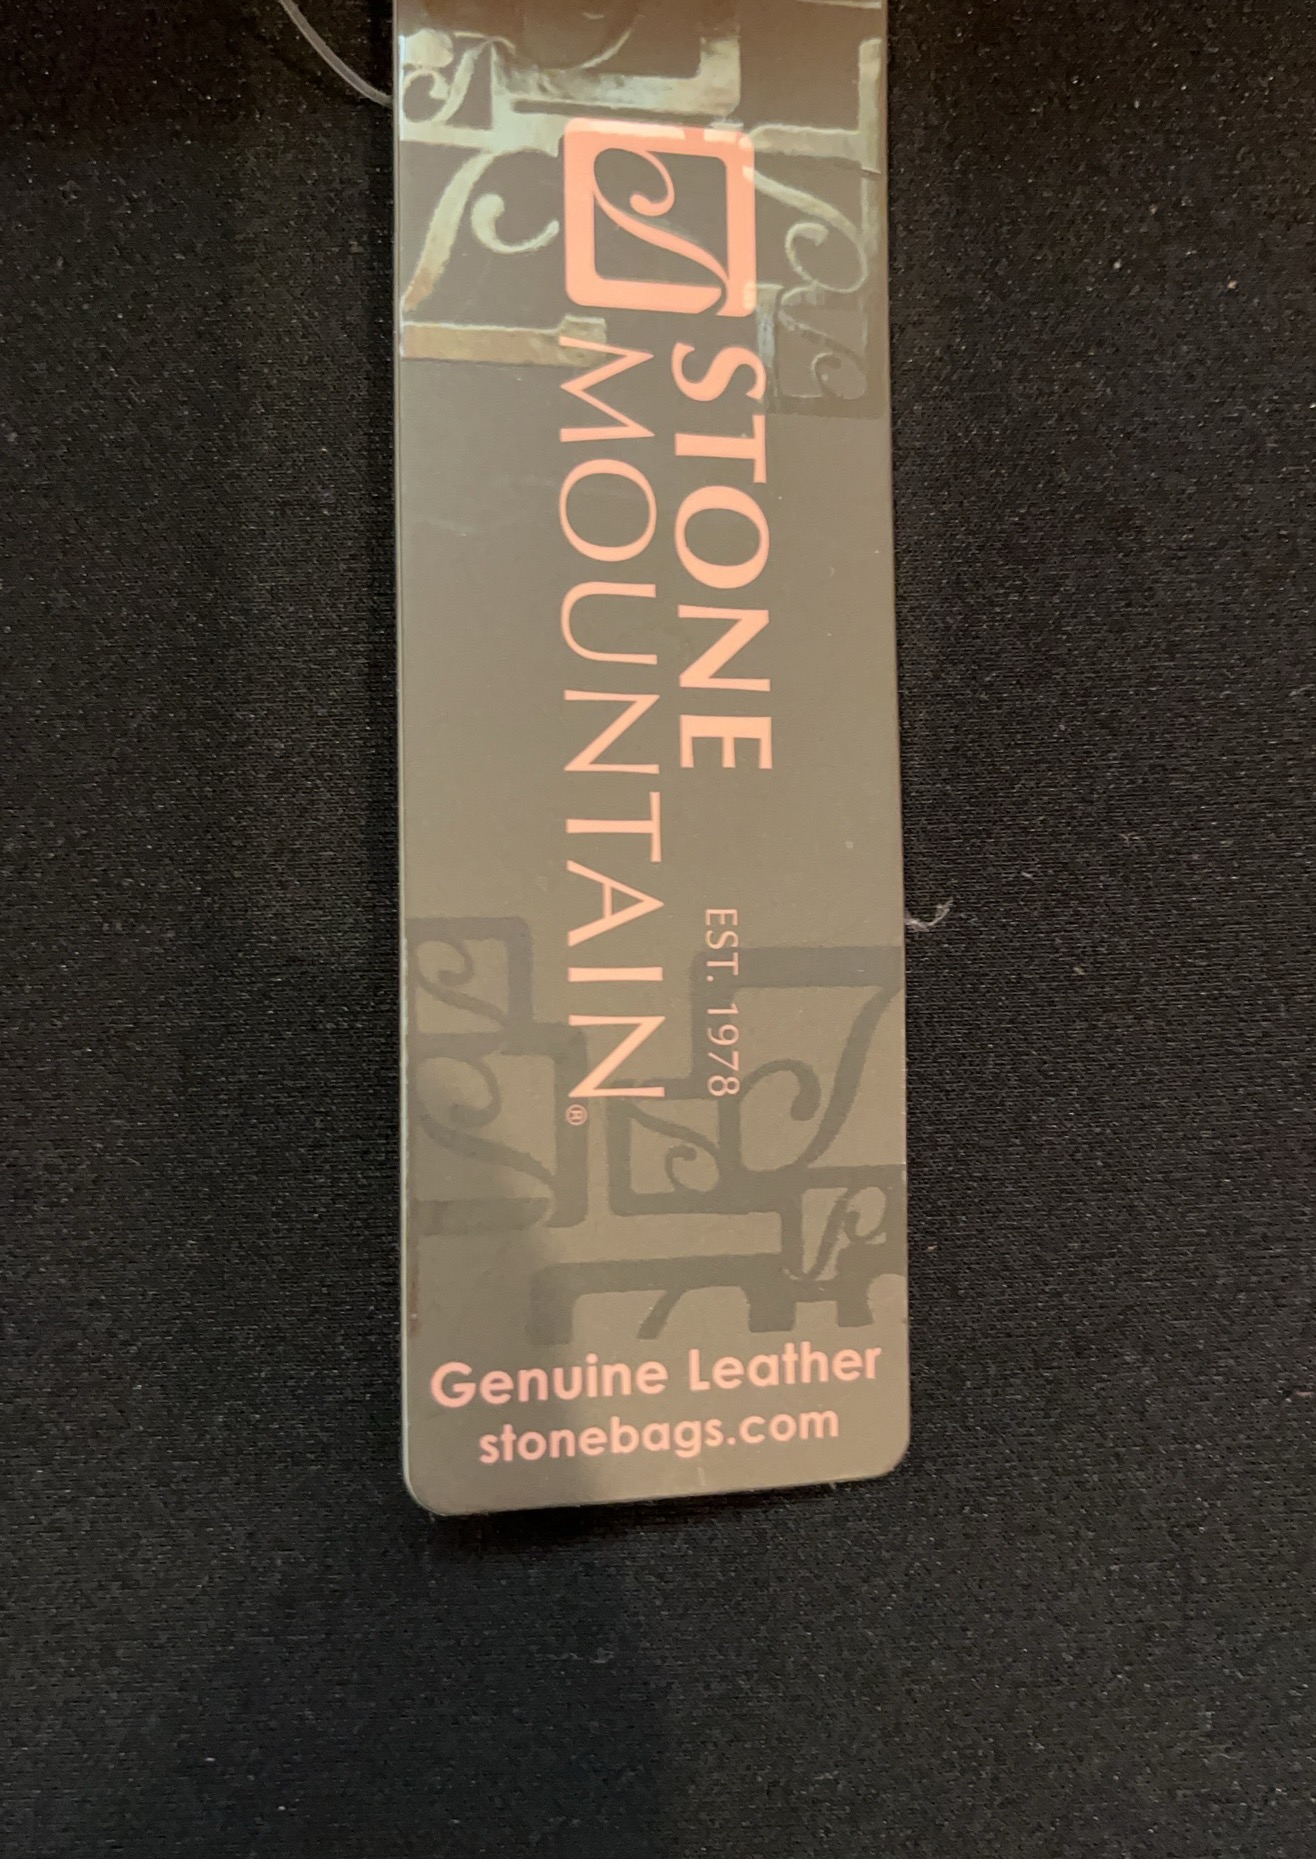 STONE
EST. 1978
MOUNTAIN®
Genuine Leather
stonebags.com